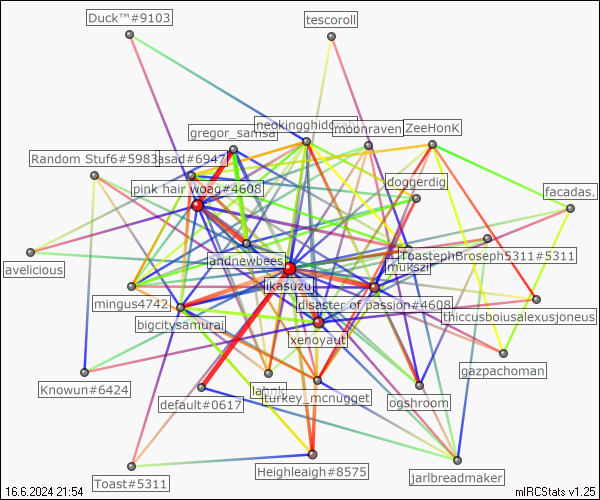 Duck™#9103
tescoroll
neokingghidorah
gregor_samsa
moonraven
ZeeHonK
Random Stuf6#5983
asad#6947
pink hair woag#4608
doggerdig
facadas.
andnewbees
ToastephBroseph5311#5311
avelicious
mukszi
ikasuzu
mingus4742
disaster of passion#4608
bigcitysamurai
thiccusboiusalexusjoneus
xenoyaut
gazpachoman
Knowun#6424
default#0617
turkey_mcnugget
ogshroom
Toast#5311
Heighleaigh#8575
jarlbreadmaker
16.6.2024 21:54
mIRCStats v1.25